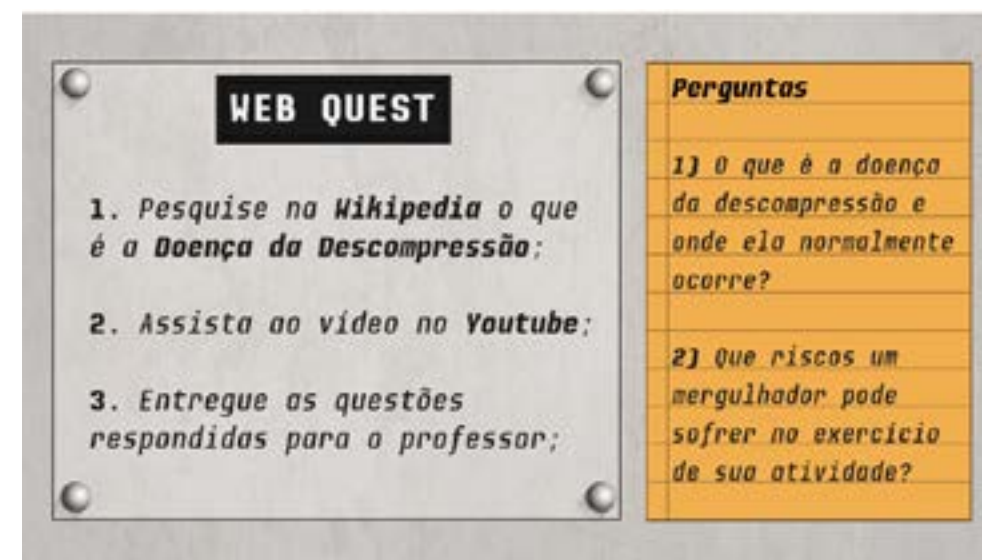 WEB QUEST
1. Pesquise na Wikipedia o que
é a Doença da Descompressão;
2. Assista ao vídeo no Youtube;
3. Entregue as questões
respondidas para o professor;
Perguntas
1) O que è a doença
da descompressão e
onde ela normalmente
ocorre?
2) Que riscos um
mergulhador pode
sofrer no exercício
de sua atividade?